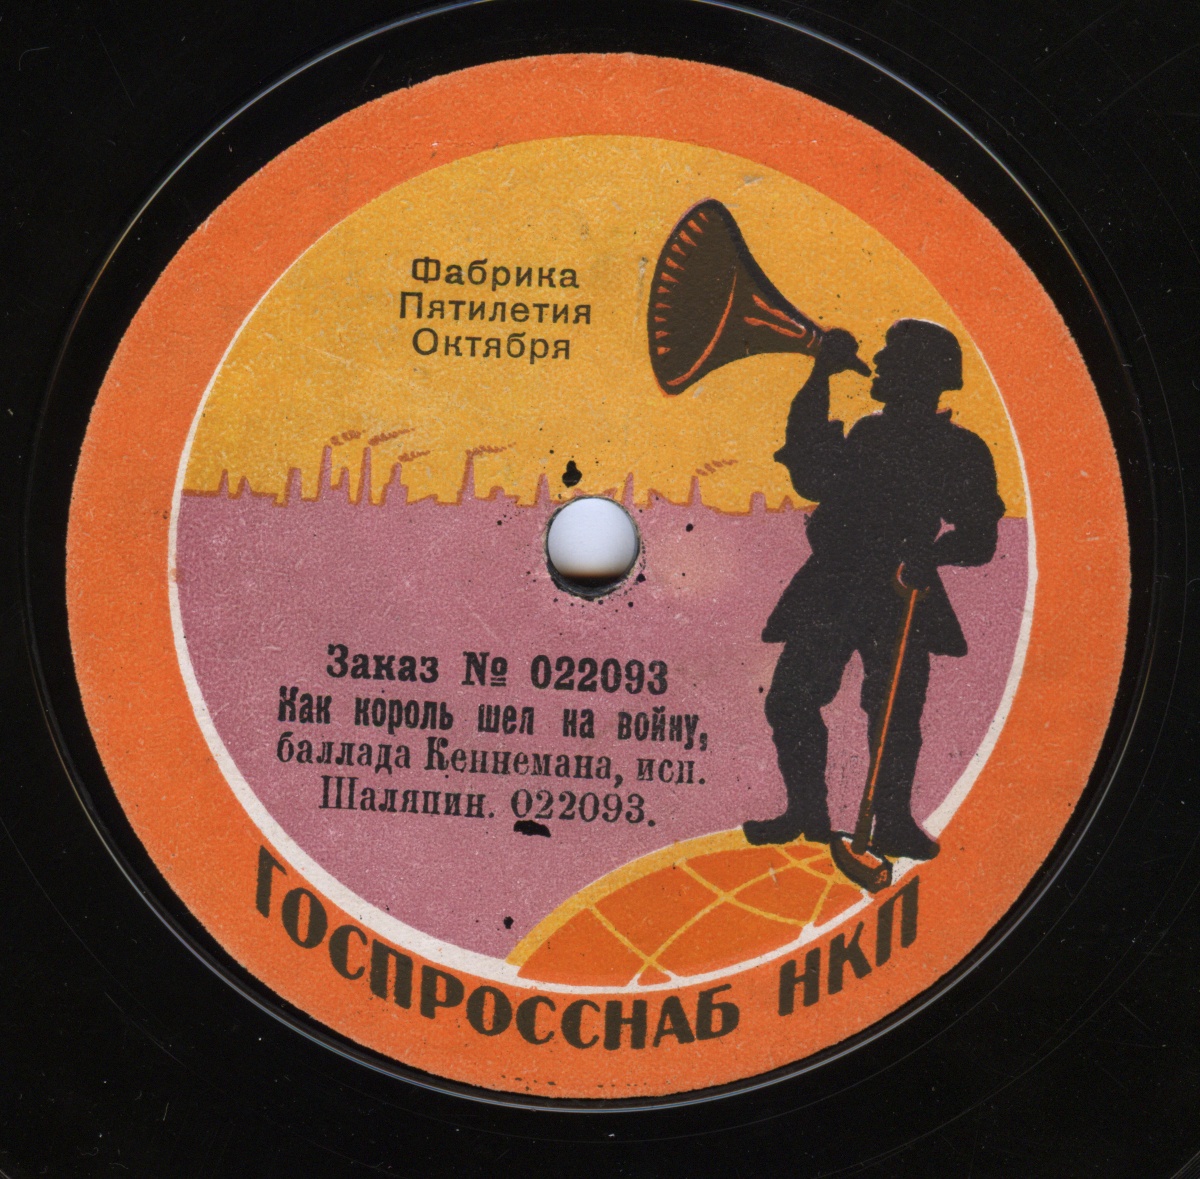 Фабрика
Пятилетия
Октября
Заказ № 022093
Как король шел на войну,
баллада Кеннемана, исп.
Шаляпин. 022093.
ГОСПРОССНАБ НКП